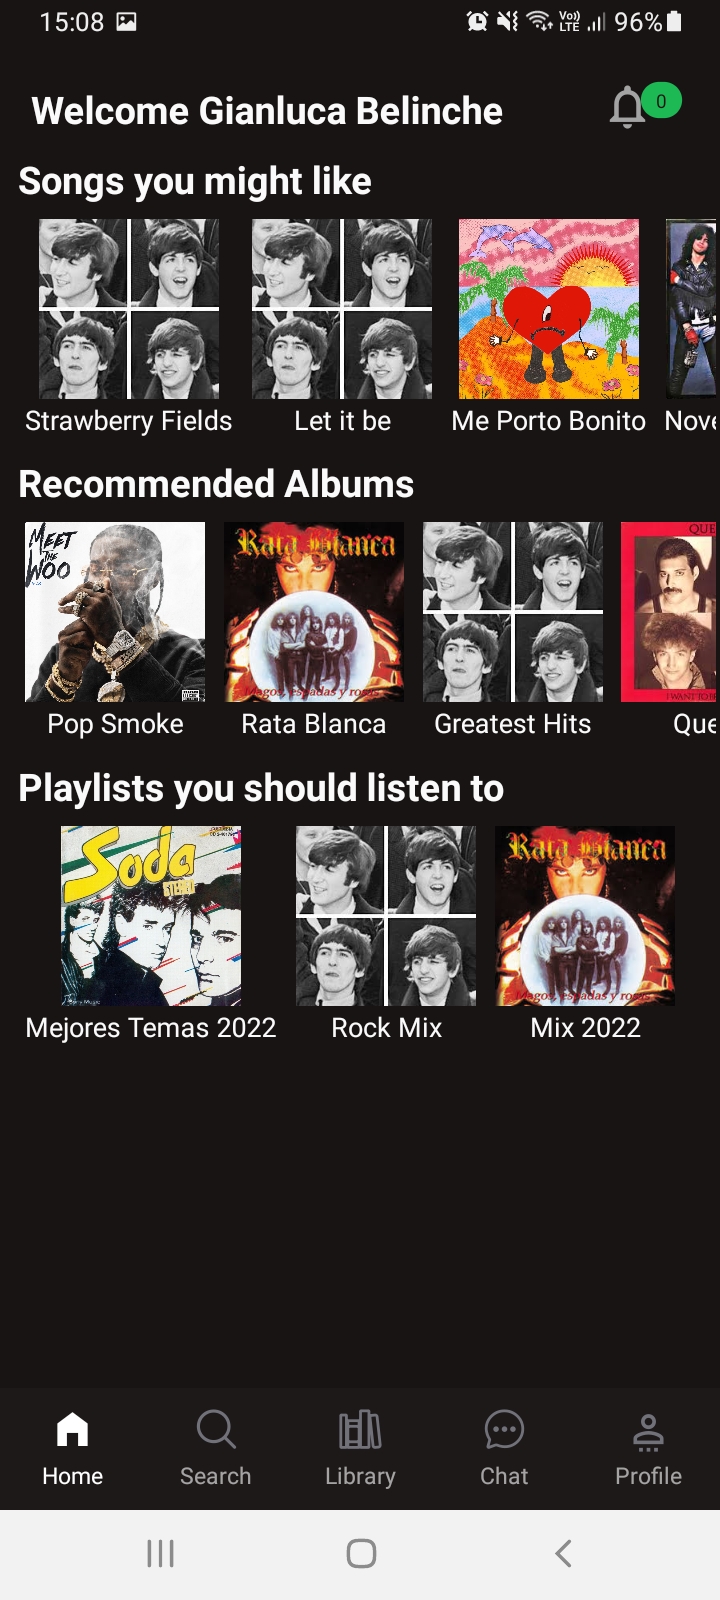 15:08
Vo))
LTE
96%
Welcome Gianluca Belinche
0
Songs you might like
Strawberry Fields
Let it be
Me Porto Bonito
Nove
Recommended Albums
MEET
THE
WOO
Rata Blanca
Magos, espadas y rosas
QUE
I WANT TO B
Pop Smoke
Rata Blanca
Greatest Hits
Que
Playlists you should listen to
Soda
STEREO
Rata Blanca
Magos, espadas y rosas
Mejores Temas 2022
Rock Mix
Mix 2022
Home
Search
Library
Chat
Profile